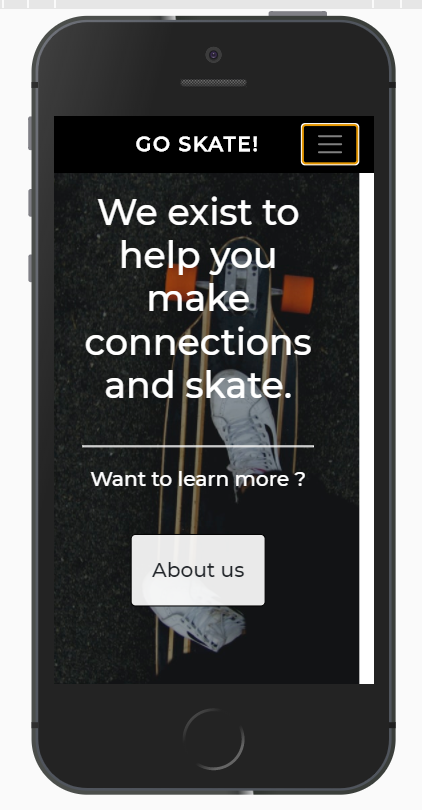 GO SKATE!
We exist to
help you
make
connections
and skate.
Want to learn more ?
About us